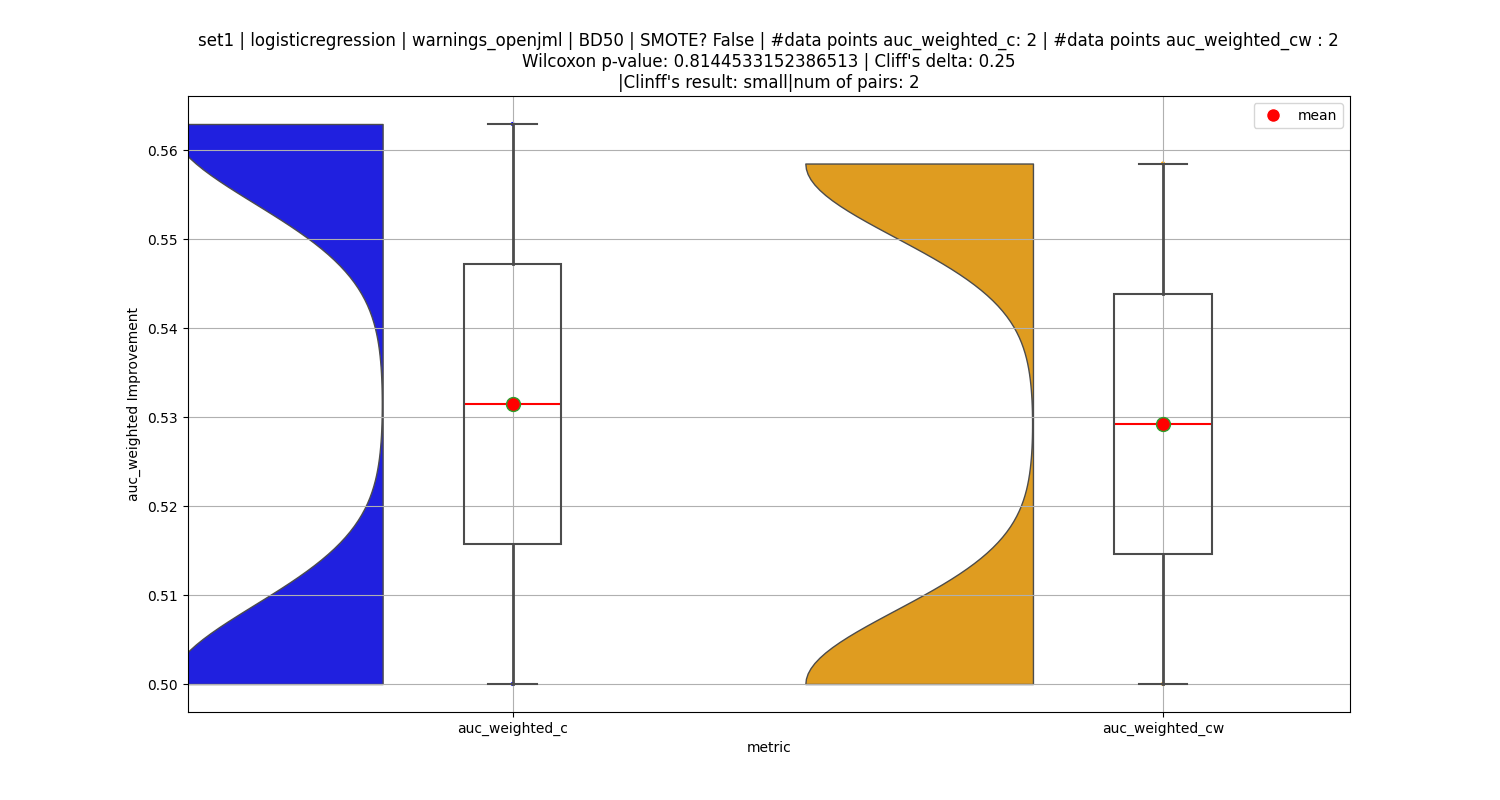 set1 | logisticregression | warnings_openjml | BD50 | SMOTE? False | #data points auc_weighted_c: 2 | #data points auc_weighted_cw : 2
Wilcoxon p-value: 0.8144533152386513 | Cliff's delta: 0.25
|Clinff's result: small|num of pairs: 2
mean
0.56
0.55
0.54
0.53
0.52
0.51
0.50
auc_weighted Improvement
auc_weighted_c
auc_weighted_cw
metric